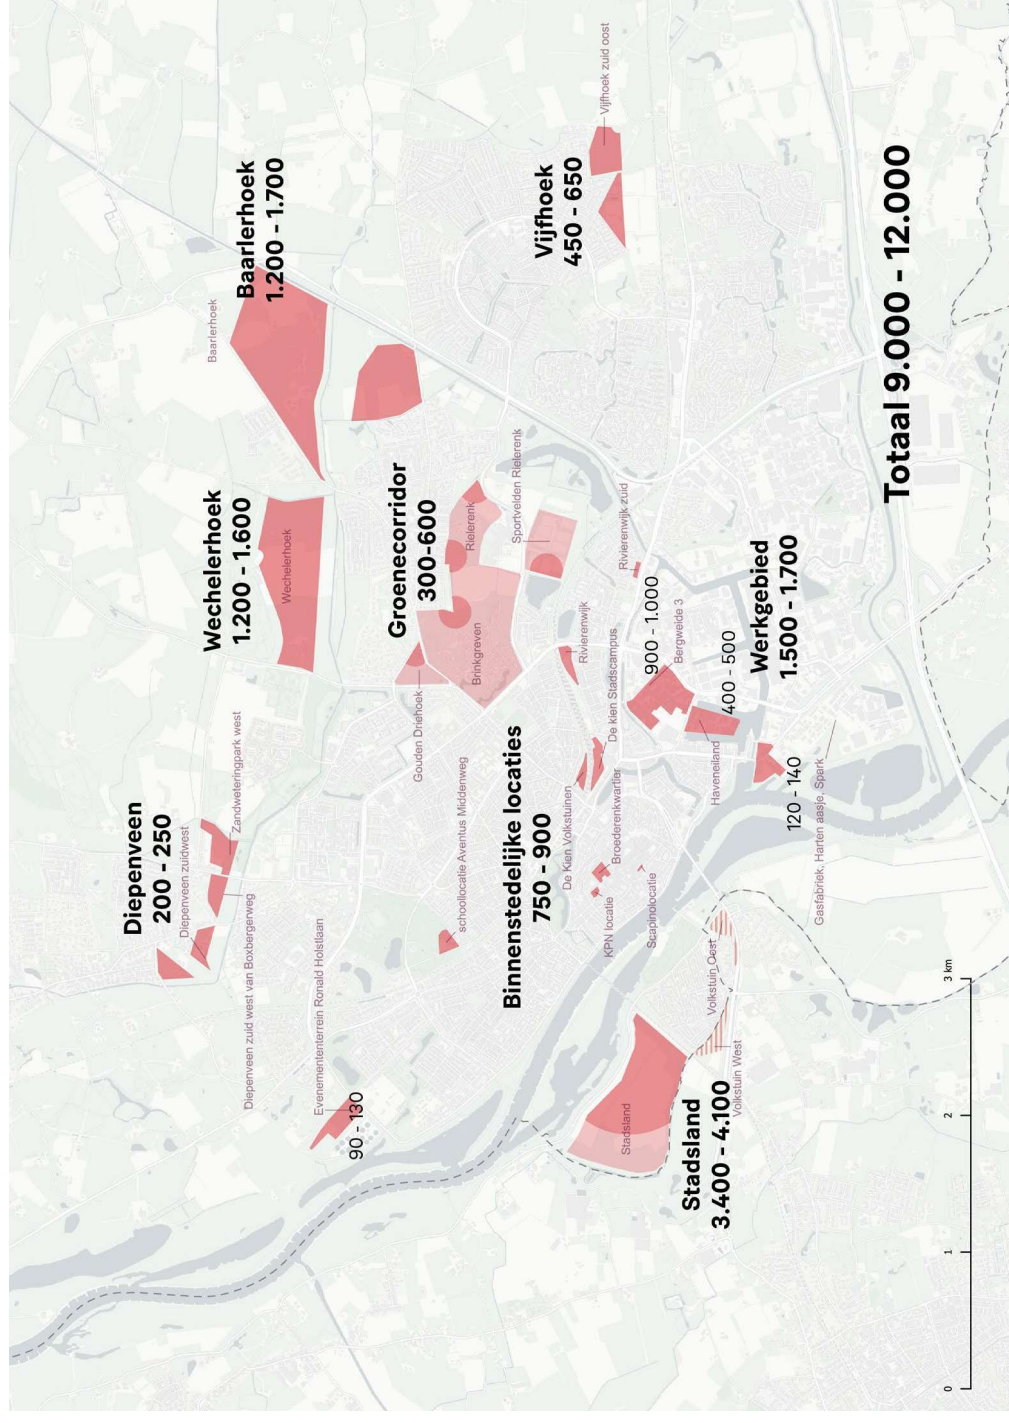 Baarlerhoek
1.200 - 1.700
Baarlerhoek
Vijfhoek
450 - 650
Vijfhoek zuid oost
Wechelerhoek
1.200 - 1.600
Wechelerhoek
Groenecorridor
300-600
Rielerenk
Sportvelden Rielerenk
Brinkgreven
Gouden Driehoek
Diepenveen
200 - 250
Zandweteringpark west
Diepenveen zuidwest
Diepenveen zuid west van Boxbergerweg
Evenemententerrein Ronald Holstlaan
90 - 130
schoollocatie Aventus Middenweg
Binnenstedelijke locaties
750 - 900
De Kien Volkstuinen
De kien Stadscampus
Rivierenwijk
Rivierenwijk zuid
Broederenkwartier
KPN locatie
Scapinolocatie
900 - 1.000
Bergweide 3
400 - 500
Werkgebied
1.500 - 1.700
Haveneiland
120 - 140
Gasfabriek, Harten aasje, Spark
Stadsland
Stadsland
3.400 - 4.100
Volkstuin Oost
Volkstuin West
Totaal 9.000 - 12.000
0
1
2
3 km